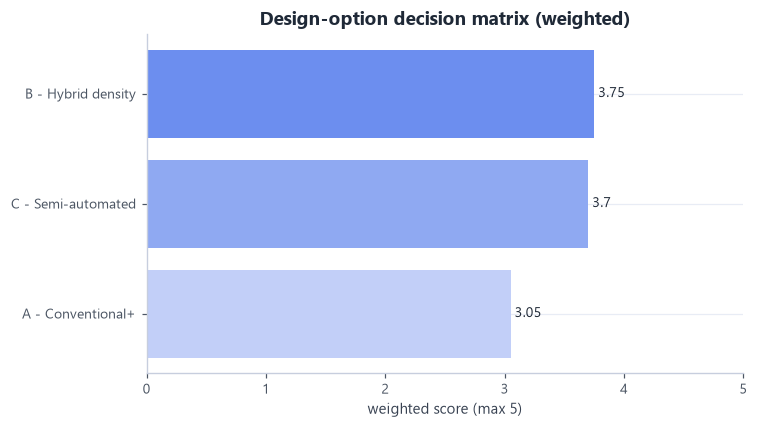 Design-option decision matrix (weighted)
B - Hybrid density
3.75
C - Semi-automated
3.7
A - Conventional+
3.05
0 1 2 3 4 5
weighted score (max 5)